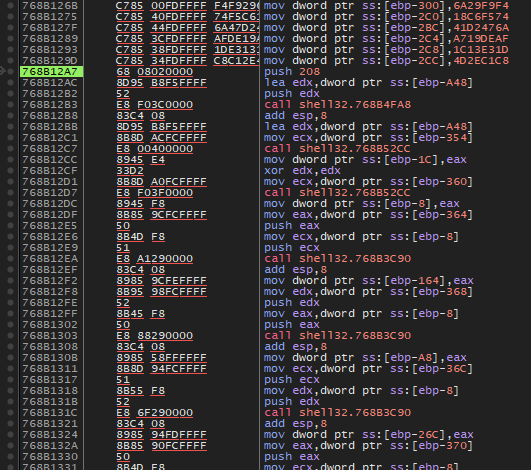 768B126B C785 00FDFFFF F4F9296A mov dword ptr ss:[ebp-300],6A29F9F4
768B1275 C785 40FDFFFF 74F5C618 mov dword ptr ss:[ebp-2C0],18C6F574
768B127F C785 44FDFFFF 6A47D241 mov dword ptr ss:[ebp-2BC],41D2476A
768B1289 C785 3CFDFFFF AFDE19A7 mov dword ptr ss:[ebp-2C4],A719DEAF
768B1293 C785 38FDFFFF 1DE3131C mov dword ptr ss:[ebp-2C8],1C13E31D
768B129D C785 34FDFFFF C8C12E4D mov dword ptr ss:[ebp-2CC],4D2EC1C8
768B12A7 68 08020000 push 208
768B12AC 8D95 B8F5FFFF lea edx,dword ptr ss:[ebp-A48]
768B12B2 52 push edx
768B12B3 E8 F03C0000 call shell32.768B4FA8
768B12B8 83C4 08 add esp,8
768B12BB 8D95 B8F5FFFF lea edx,dword ptr ss:[ebp-A48]
768B12C1 8B8D ACFCFFFF mov ecx,dword ptr ss:[ebp-354]
768B12C7 E8 00400000 call shell32.768B52CC
768B12CC 8945 E4 mov dword ptr ss:[ebp-1C],eax
768B12CF 33D2 xor edx,edx
768B12D1 8B8D A0FCFFFF mov ecx,dword ptr ss:[ebp-360]
768B12D7 E8 F03F0000 call shell32.768B52CC
768B12DC 8945 F8 mov dword ptr ss:[ebp-8],eax
768B12DF 8B85 9CFCFFFF mov eax,dword ptr ss:[ebp-364]
768B12E5 50 push eax
768B12E6 8B4D F8 mov ecx,dword ptr ss:[ebp-8]
768B12E9 51 push ecx
768B12EA E8 A1290000 call shell32.768B3C90
768B12EF 83C4 08 add esp,8
768B12F2 8985 9CFEFFFF mov dword ptr ss:[ebp-164],eax
768B12F8 8B95 98FCFFFF mov edx,dword ptr ss:[ebp-368]
768B12FE 52 push edx
768B12FF 8B45 F8 mov eax,dword ptr ss:[ebp-8]
768B1302 50 push eax
768B1303 E8 88290000 call shell32.768B3C90
768B1308 83C4 08 add esp,8
768B130B 8985 58FFFFFF mov dword ptr ss:[ebp-A8],eax
768B1311 8B8D 94FCFFFF mov ecx,dword ptr ss:[ebp-36C]
768B1317 51 push ecx
768B1318 8B55 F8 mov edx,dword ptr ss:[ebp-8]
768B131B 52 push edx
768B131C E8 6F290000 call shell32.768B3C90
768B1321 83C4 08 add esp,8
768B1324 8985 94FDFFFF mov dword ptr ss:[ebp-26C],eax
768B132A 8B85 90FCFFFF mov eax,dword ptr ss:[ebp-370]
768B1330 50 push eax
768B1331 8B4D F8 mov ecx,dword ptr ss:[ebp-8]